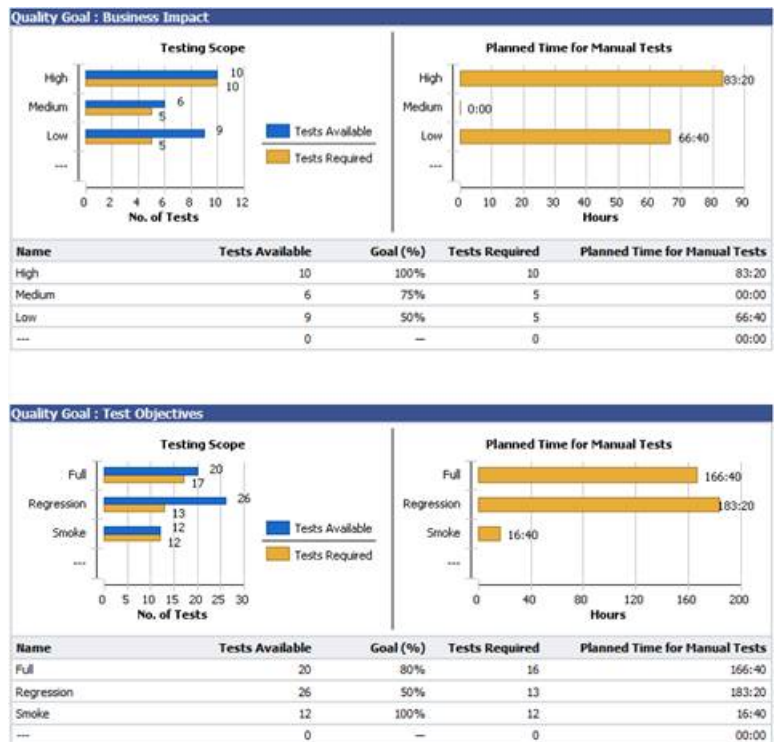 Quality Goal : Business Impact
Testing Scope
High
10
10
Medium
6
5
Low
9
5
---
0 2 4 6 8 10 12
No. of Tests
Tests Available
Tests Required
Planned Time for Manual Tests
High
83:20
Medium
0:00
Low
66:40
---
0 10 20 30 40 50 60 70 80 90
Hours
Name Tests Available Goal (%) Tests Required Planned Time for Manual Tests
High 10 100% 10 83:20
Medium 6 75% 5 00:00
Low 9 50% 5 66:40
--- 0 — 0 00:00
Quality Goal : Test Objectives
Testing Scope
Full
20
17
Regression
26
13
Smoke
12
12
---
0 5 10 15 20 25 30
No. of Tests
Tests Available
Tests Required
Planned Time for Manual Tests
Full
166:40
Regression
183:20
Smoke
16:40
---
0 40 80 120 160 200
Hours
Name Tests Available Goal (%) Tests Required Planned Time for Manual Tests
Full 20 80% 16 166:40
Regression 26 50% 13 183:20
Smoke 12 100% 12 16:40
--- 0 — 0 00:00